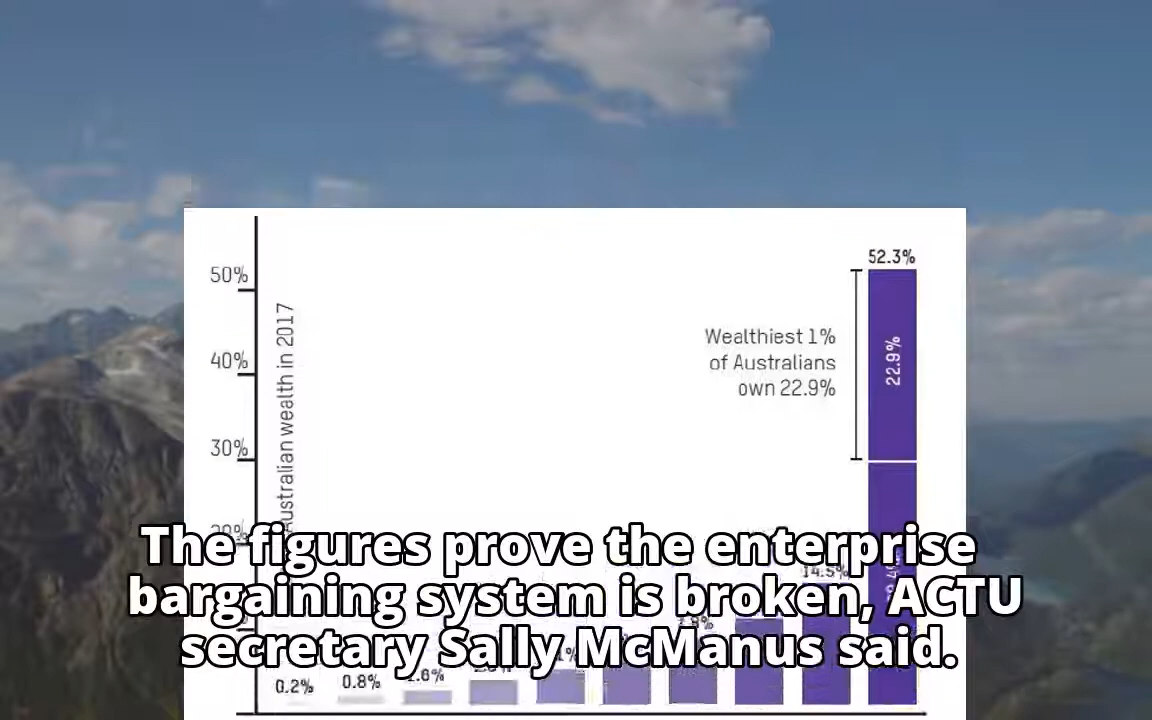 52.3%
50%
Wealthiest 1%
of Australians
own 22.9%
22.9%
40%
30%
Australian wealth in 2017
14.5%
The figures prove the enterprise
bargaining system is broken, ACTU
secretary Sally McManus said.
0.2%
0.8%